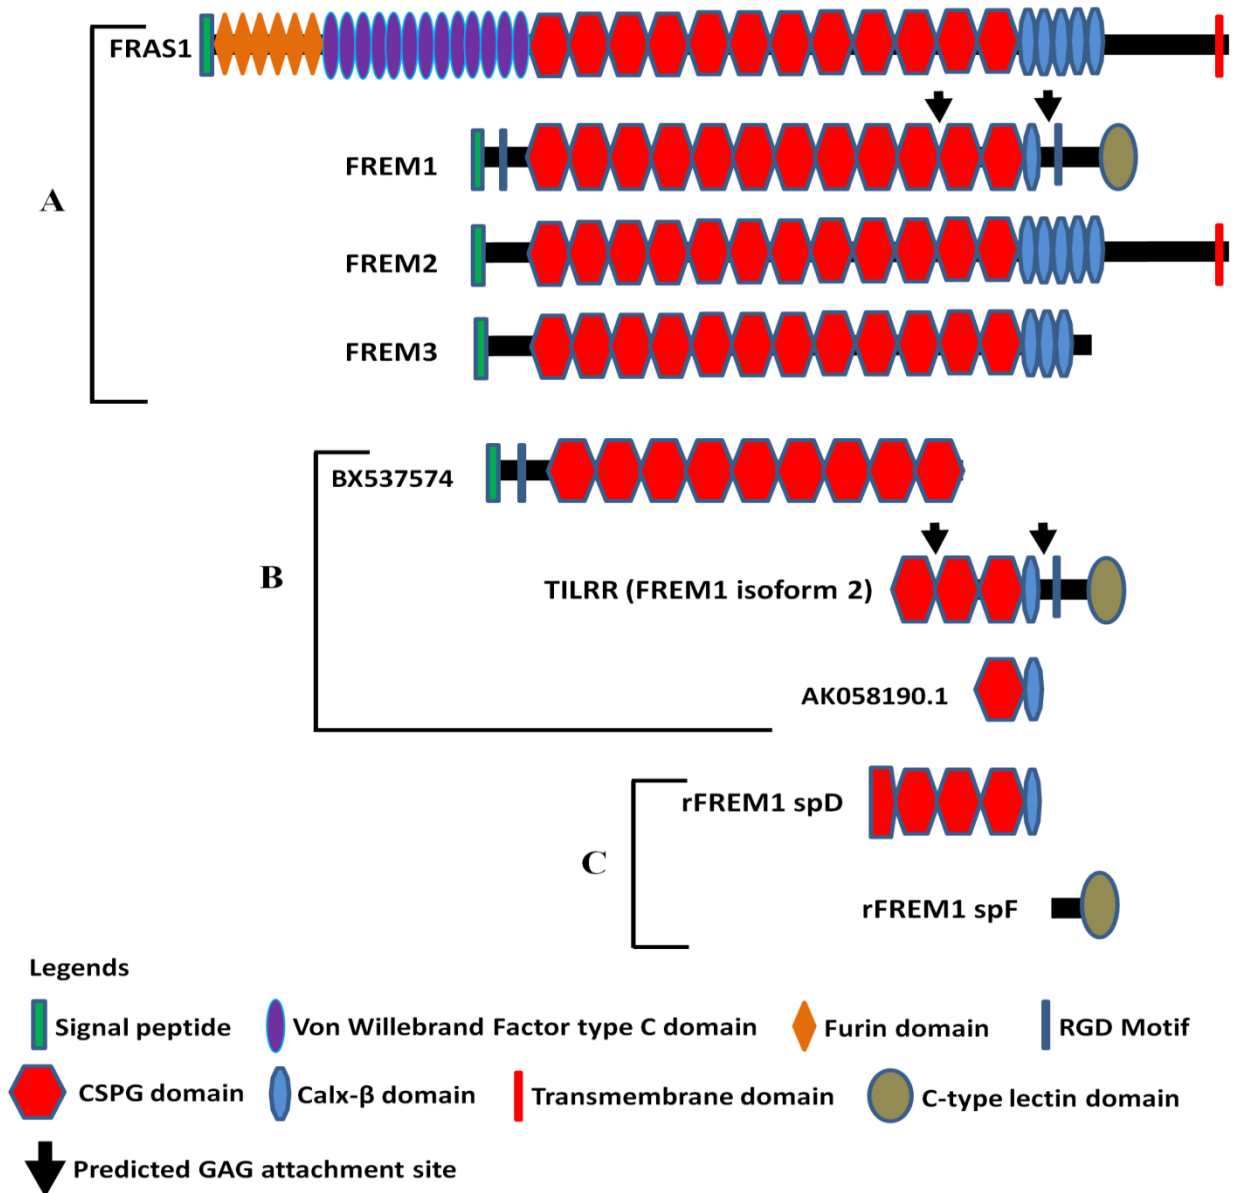 FRAS1
FREM1
A
FREM2
FREM3
BX537574
B
TILRR (FREM1 isoform 2)
AK058190.1
rFREM1 spD
C
rFREM1 spF
Legends
Signal peptide
Von Willebrand Factor type C domain
Furin domain
RGD Motif
CSPG domain
Calx-β domain
Transmembrane domain
C-type lectin domain
Predicted GAG attachment site